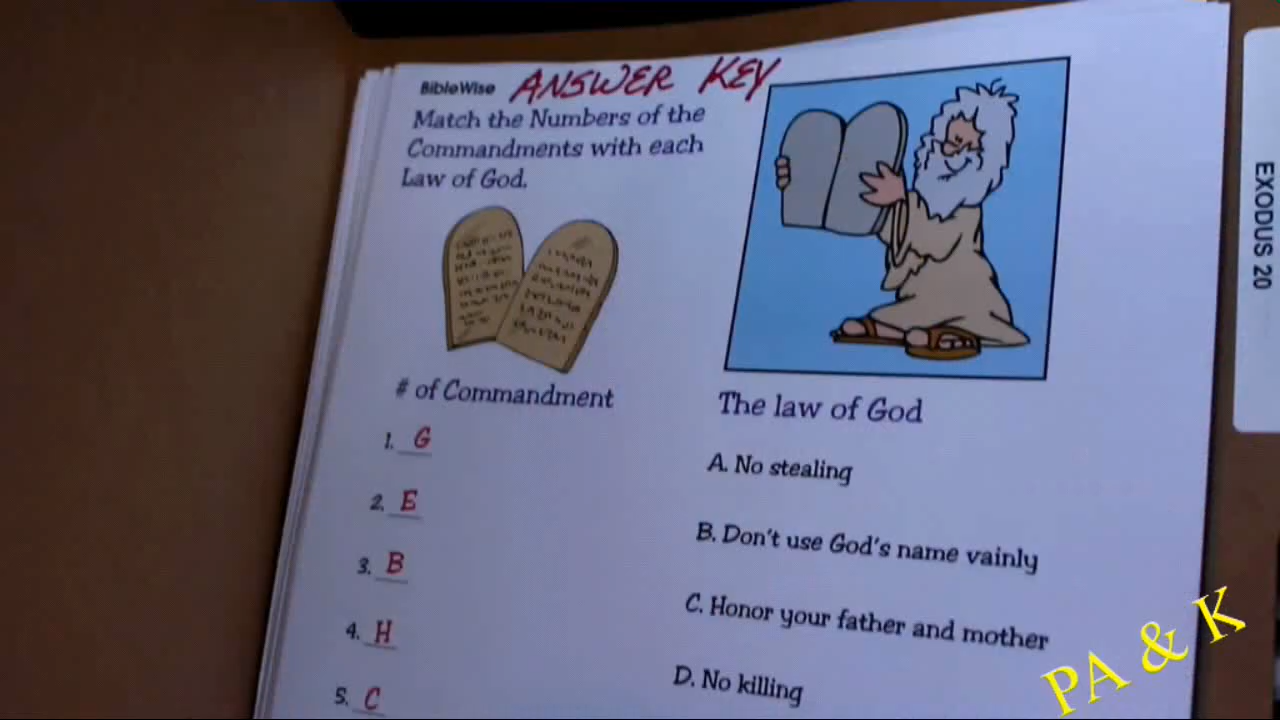 BibleWise ANSWER KEY
Match the Numbers of the
Commandments with each
Law of God.
# of Commandment
1. G
2. E
3. B
4. H
5. C
The law of God
A. No stealing
B. Don't use God's name vainly
C. Honor your father and mother
D. No killing
EXODUS 20
PA & K